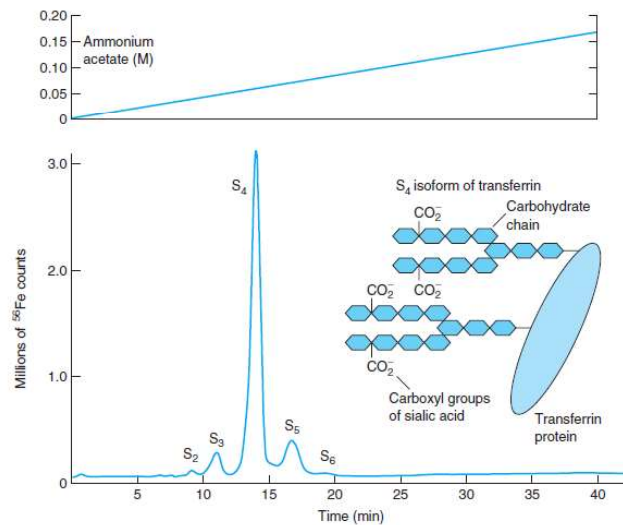 0.20
0.15
0.10
0.05
0
Ammonium
acetate (M)
3.0
2.0
1.0
0
Millions of ⁵⁶Fe counts
S₂
S₃
S₄
S₅
S₆
S₄ isoform of transferrin
CO₂⁻
Carbohydrate
chain
CO₂⁻ CO₂⁻
CO₂⁻
Carboxyl groups
of sialic acid
Transferrin
protein
5 10 15 20 25 30 35 40
Time (min)